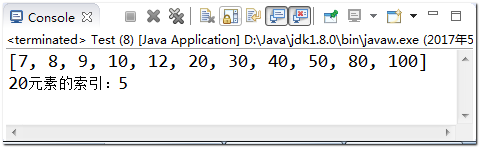 Console
<terminated> Test (8) [Java Application] D:\Java\jdk1.8.0\bin\javaw.exe (2017年5
[7, 8, 9, 10, 12, 20, 30, 40, 50, 80, 100]
20元素的索引：5